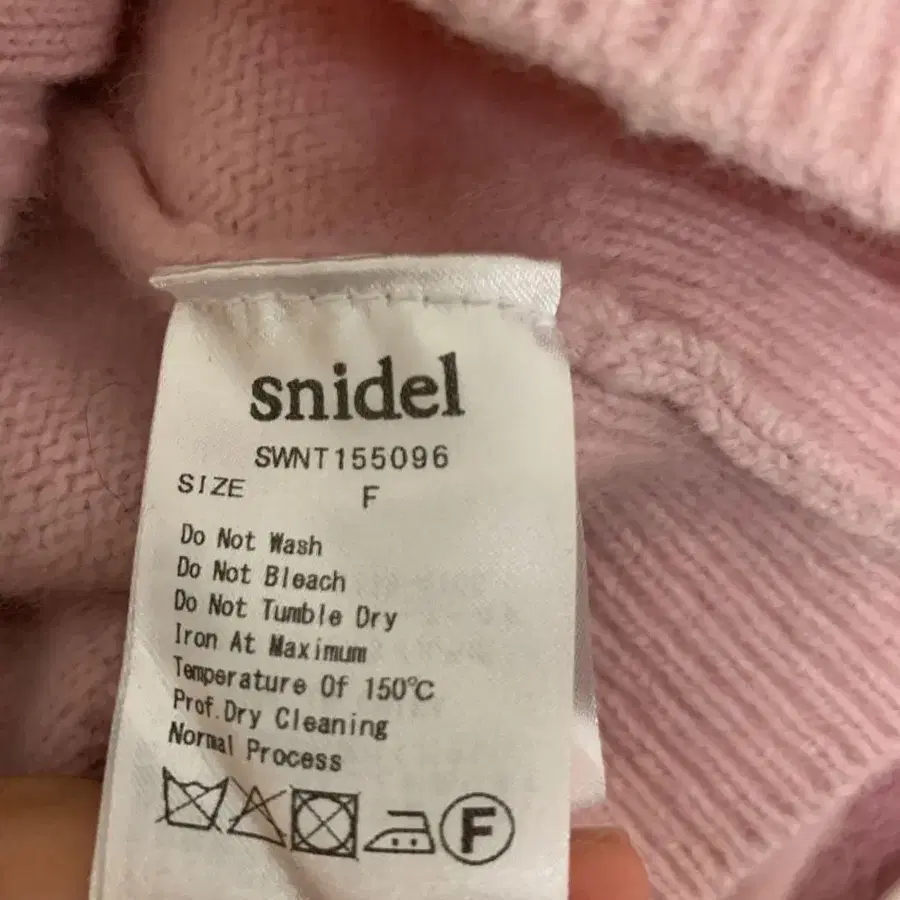 snidel
SWNT155096
SIZE F
Do Not Wash
Do Not Bleach
Do Not Tumble Dry
Iron At Maximum
Temperature Of 150℃
Prof.Dry Cleaning
Normal Process
F